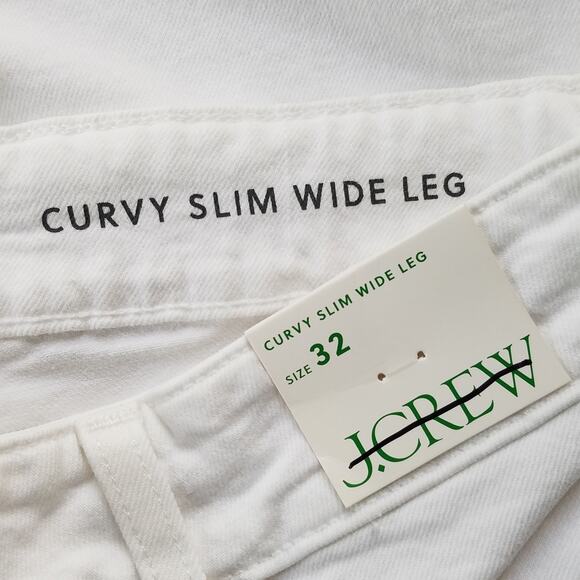 CURVY SLIM WIDE LEG
CURVY SLIM WIDE LEG
SIZE 32
J.CREW